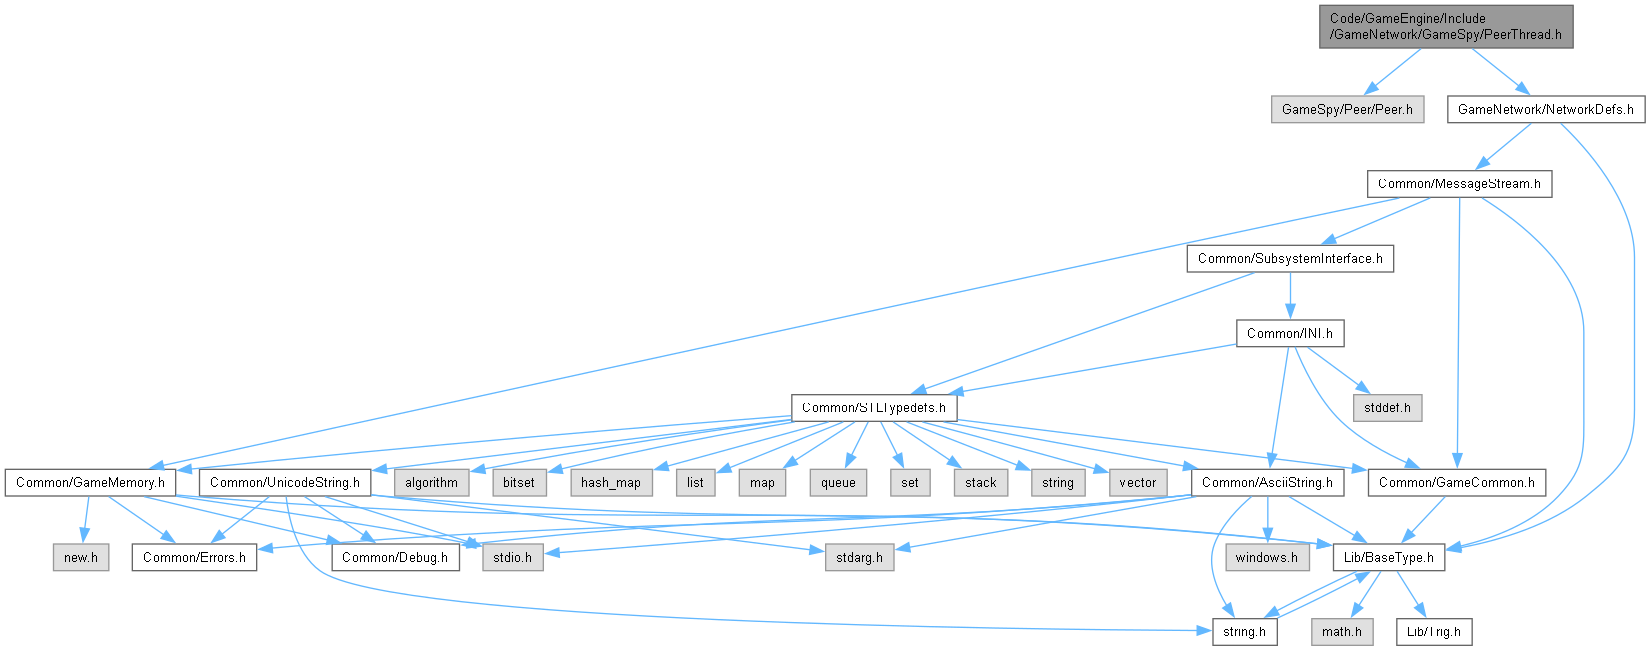 Code/GameEngine/Include
/GameNetwork/GameSpy/PeerThread.h
GameSpy/Peer/Peer.h
GameNetwork/NetworkDefs.h
Common/MessageStream.h
Common/SubsystemInterface.h
Common/INI.h
Common/STLTypedefs.h
stddef.h
Common/GameMemory.h
Common/UnicodeString.h
algorithm
bitset
hash_map
list
map
queue
set
stack
string
vector
Common/AsciiString.h
Common/GameCommon.h
new.h
Common/Errors.h
Common/Debug.h
stdio.h
stdarg.h
windows.h
Lib/BaseType.h
string.h
math.h
Lib/Trig.h